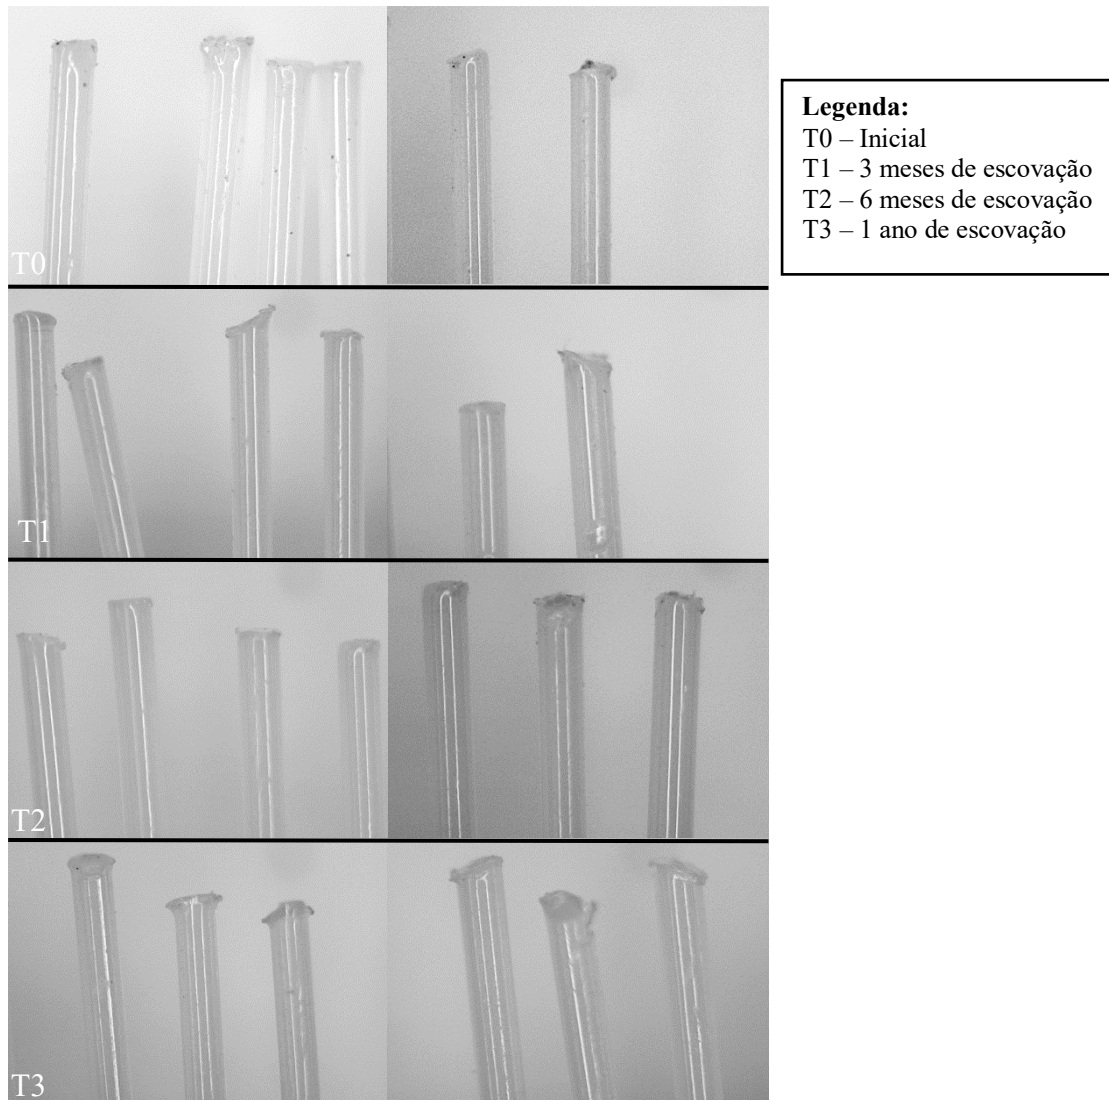 Legenda:
T0 – Inicial
T1 – 3 meses de escovação
T2 – 6 meses de escovação
T3 – 1 ano de escovação
T0
T1
T2
T3